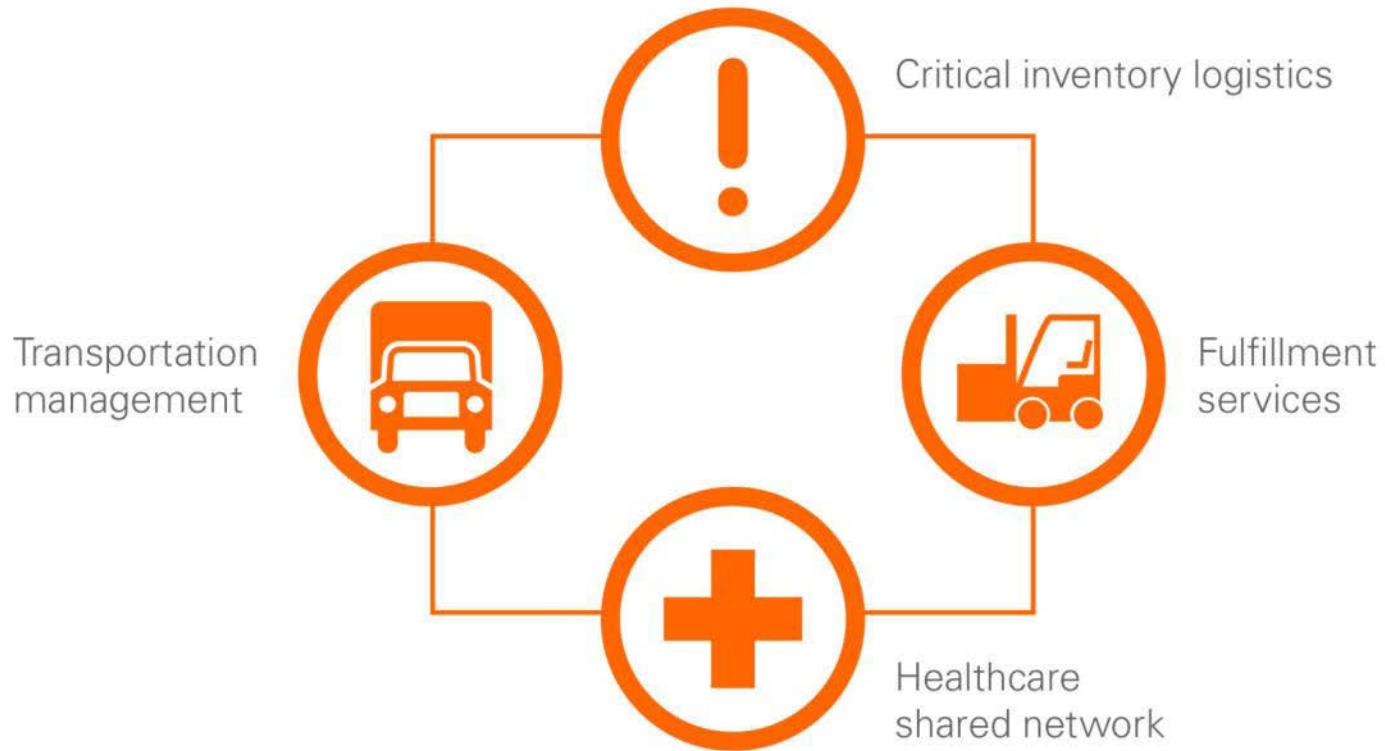 Critical inventory logistics
Transportation
management
Fulfillment
services
Healthcare
shared network